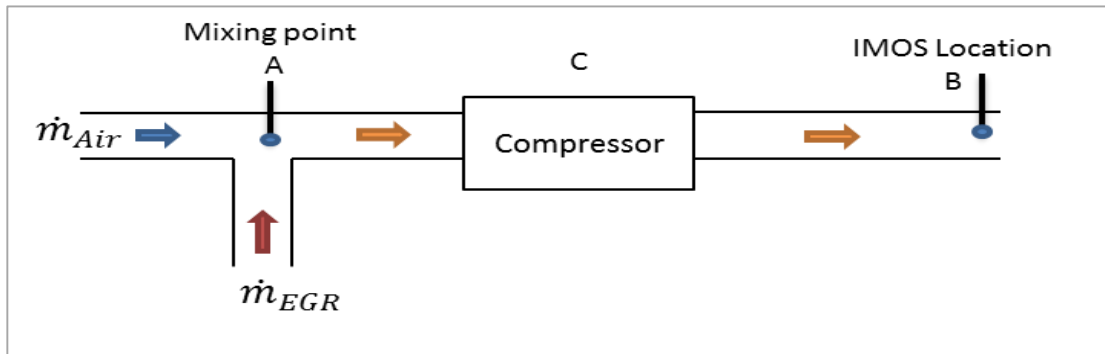 Mixing point
A
C
IMOS Location
B
ṁ_Air
Compressor
ṁ_EGR